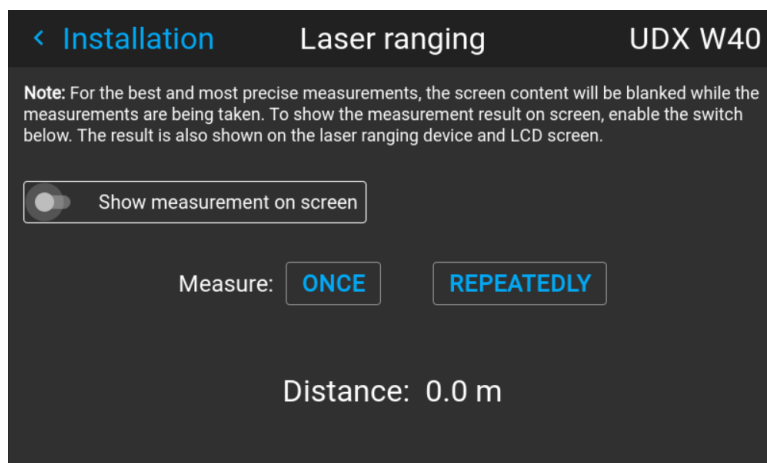 < Installation Laser ranging UDX W40
Note: For the best and most precise measurements, the screen content will be blanked while the
measurements are being taken. To show the measurement result on screen, enable the switch
below. The result is also shown on the laser ranging device and LCD screen.
Show measurement on screen
Measure: ONCE REPEATEDLY
Distance: 0.0 m